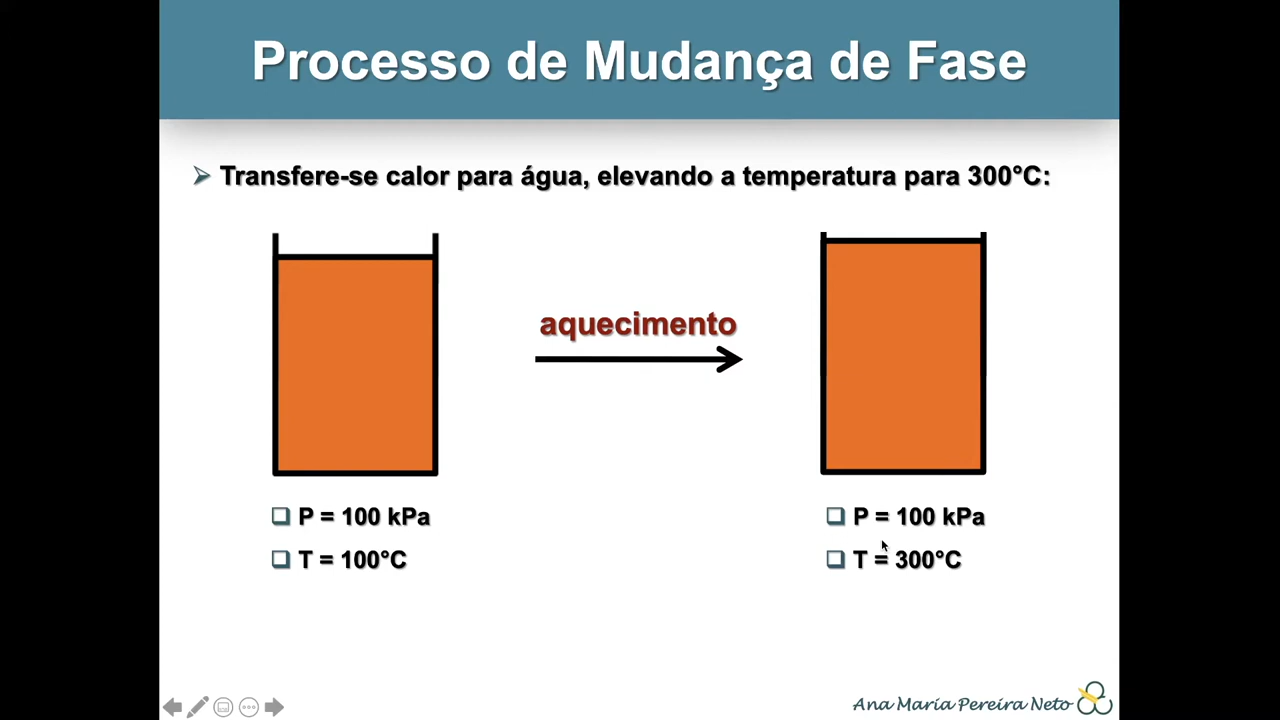 Processo de Mudança de Fase
Transfere-se calor para água, elevando a temperatura para 300°C:
aquecimento
P = 100 kPa
T = 100°C
P = 100 kPa
T = 300°C
Ana Maria Pereira Neto